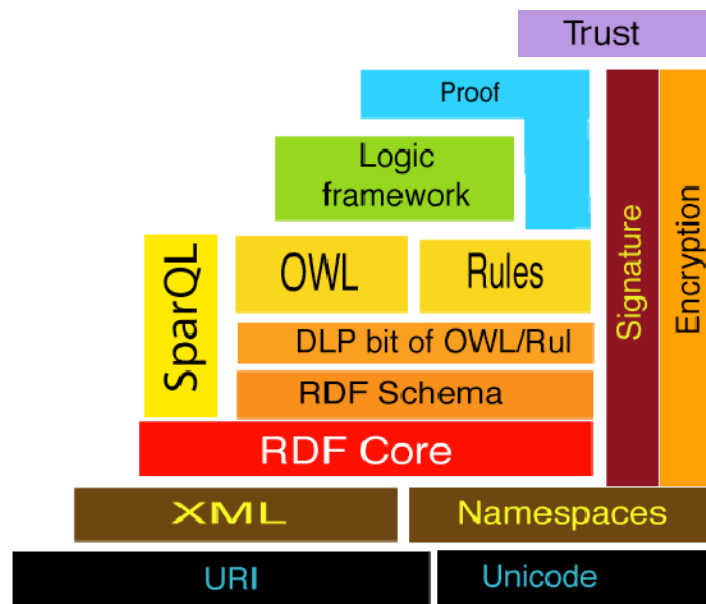 Trust
Proof
Logic
framework
SparQL
OWL
Rules
Signature
Encryption
DLP bit of OWL/Rul
RDF Schema
RDF Core
XML
Namespaces
URI
Unicode